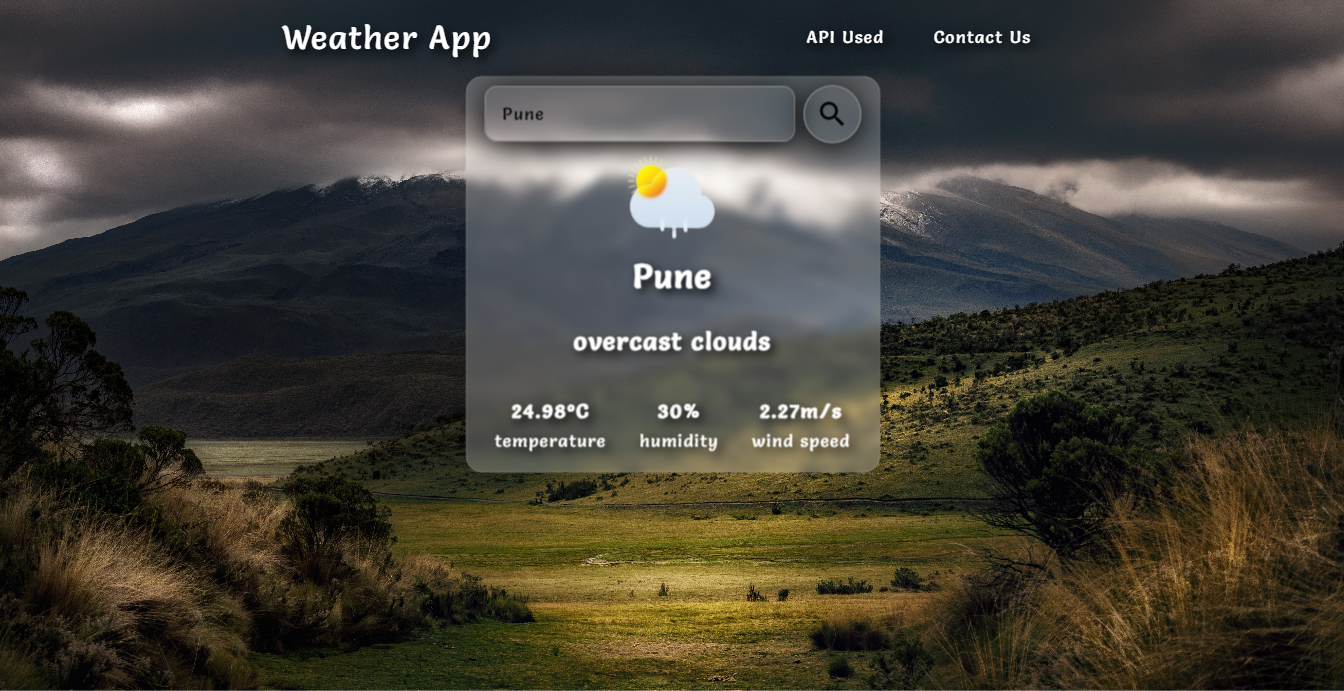 Weather App
API Used
Contact Us
Pune
Pune
overcast clouds
24.98°C
30%
2.27m/s
temperature
humidity
wind speed